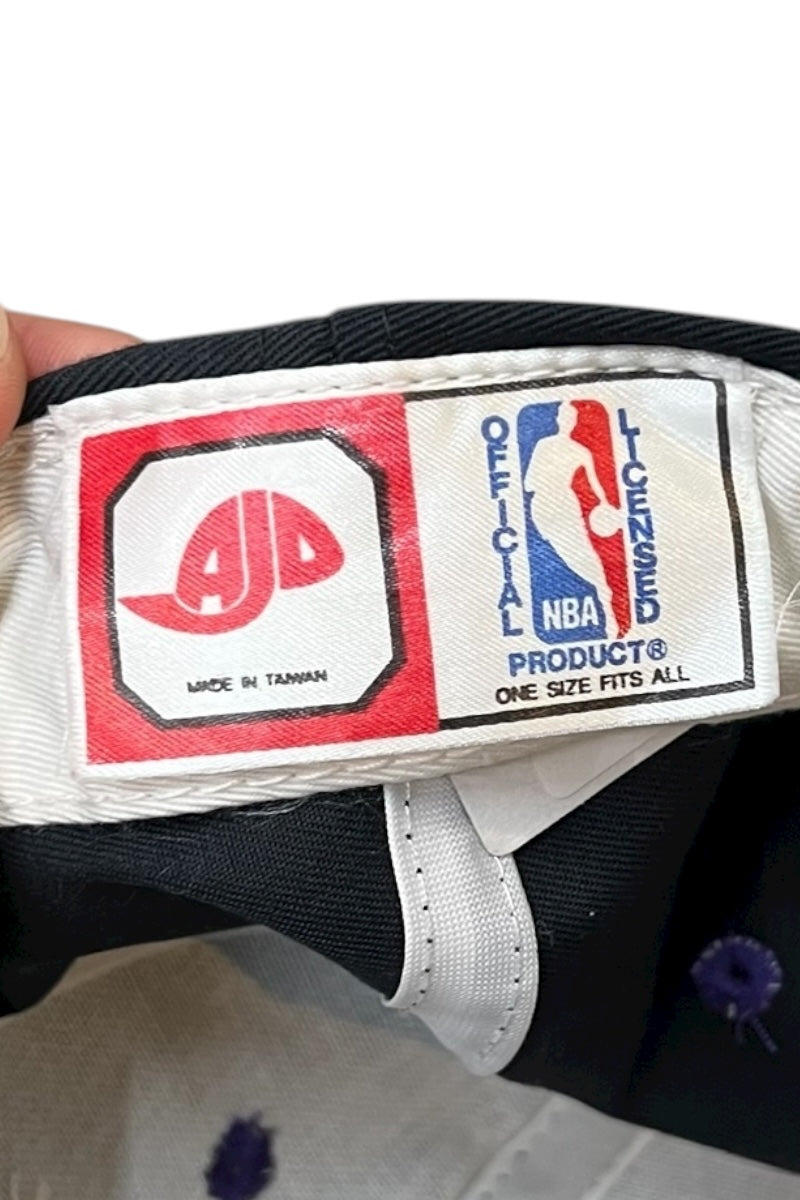 AJD
MADE IN TAIWAN
OFFICIAL
LICENSED
NBA
PRODUCT®
ONE SIZE FITS ALL